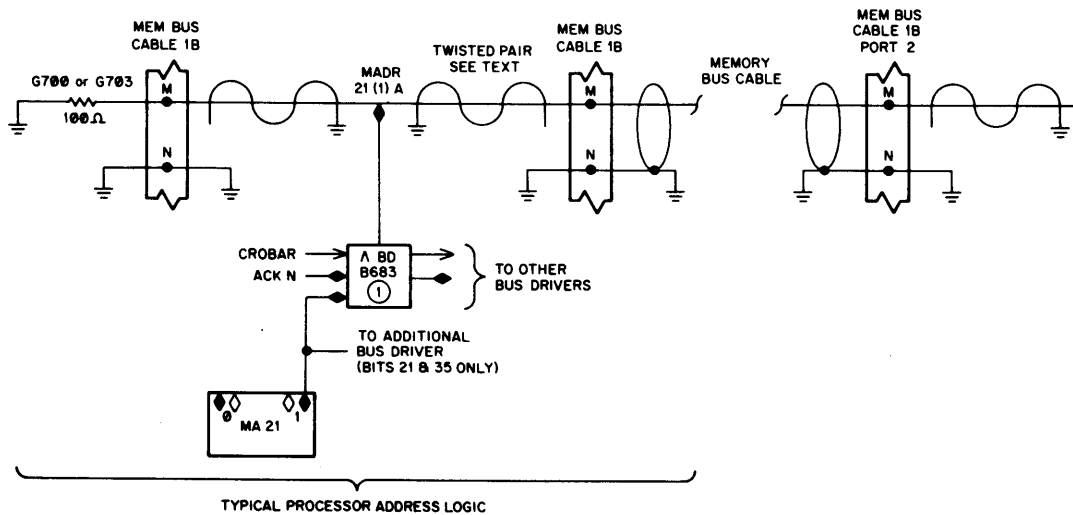 MEM BUS
CABLE 1B
G700 or G703
100Ω
M
N
MADR
21 (1) A
TWISTED PAIR
SEE TEXT
MEM BUS
CABLE 1B
M
N
MEMORY
BUS CABLE
MEM BUS
CABLE 1B
PORT 2
M
N
CROBAR
ACK N
Λ BD
B683
1
TO OTHER
BUS DRIVERS
TO ADDITIONAL
BUS DRIVER
(BITS 21 & 35 ONLY)
0
1
MA 21
TYPICAL PROCESSOR ADDRESS LOGIC